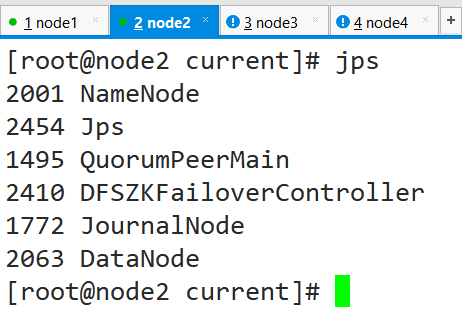 1 node1 × 2 node2 × 3 node3 × 4 node4 × +
[root@node2 current]# jps
2001 NameNode
2454 Jps
1495 QuorumPeerMain
2410 DFSZKFailoverController
1772 JournalNode
2063 DataNode
[root@node2 current]#